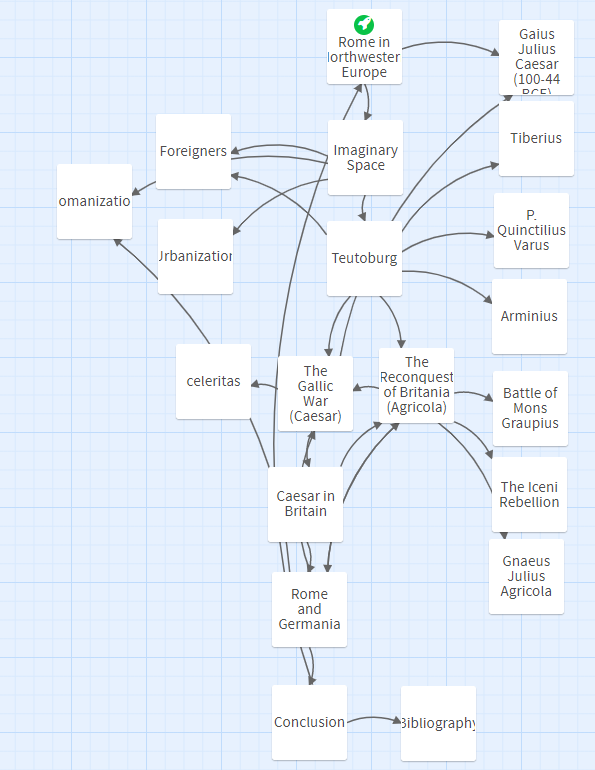 Rome in
Northwester
Europe
Gaius
Julius
Caesar
(100-44
BCE)
Foreigners
Imaginary
Space
Tiberius
omanizatio
Urbanization
Teutoburg
P.
Quinctilius
Varus
Arminius
celeritas
The
Gallic
War
(Caesar)
The
Reconquest
of Britania
(Agricola)
Battle of
Mons
Graupius
Caesar in
Britain
The Iceni
Rebellion
Rome
and
Germania
Gnaeus
Julius
Agricola
Conclusion
Bibliography